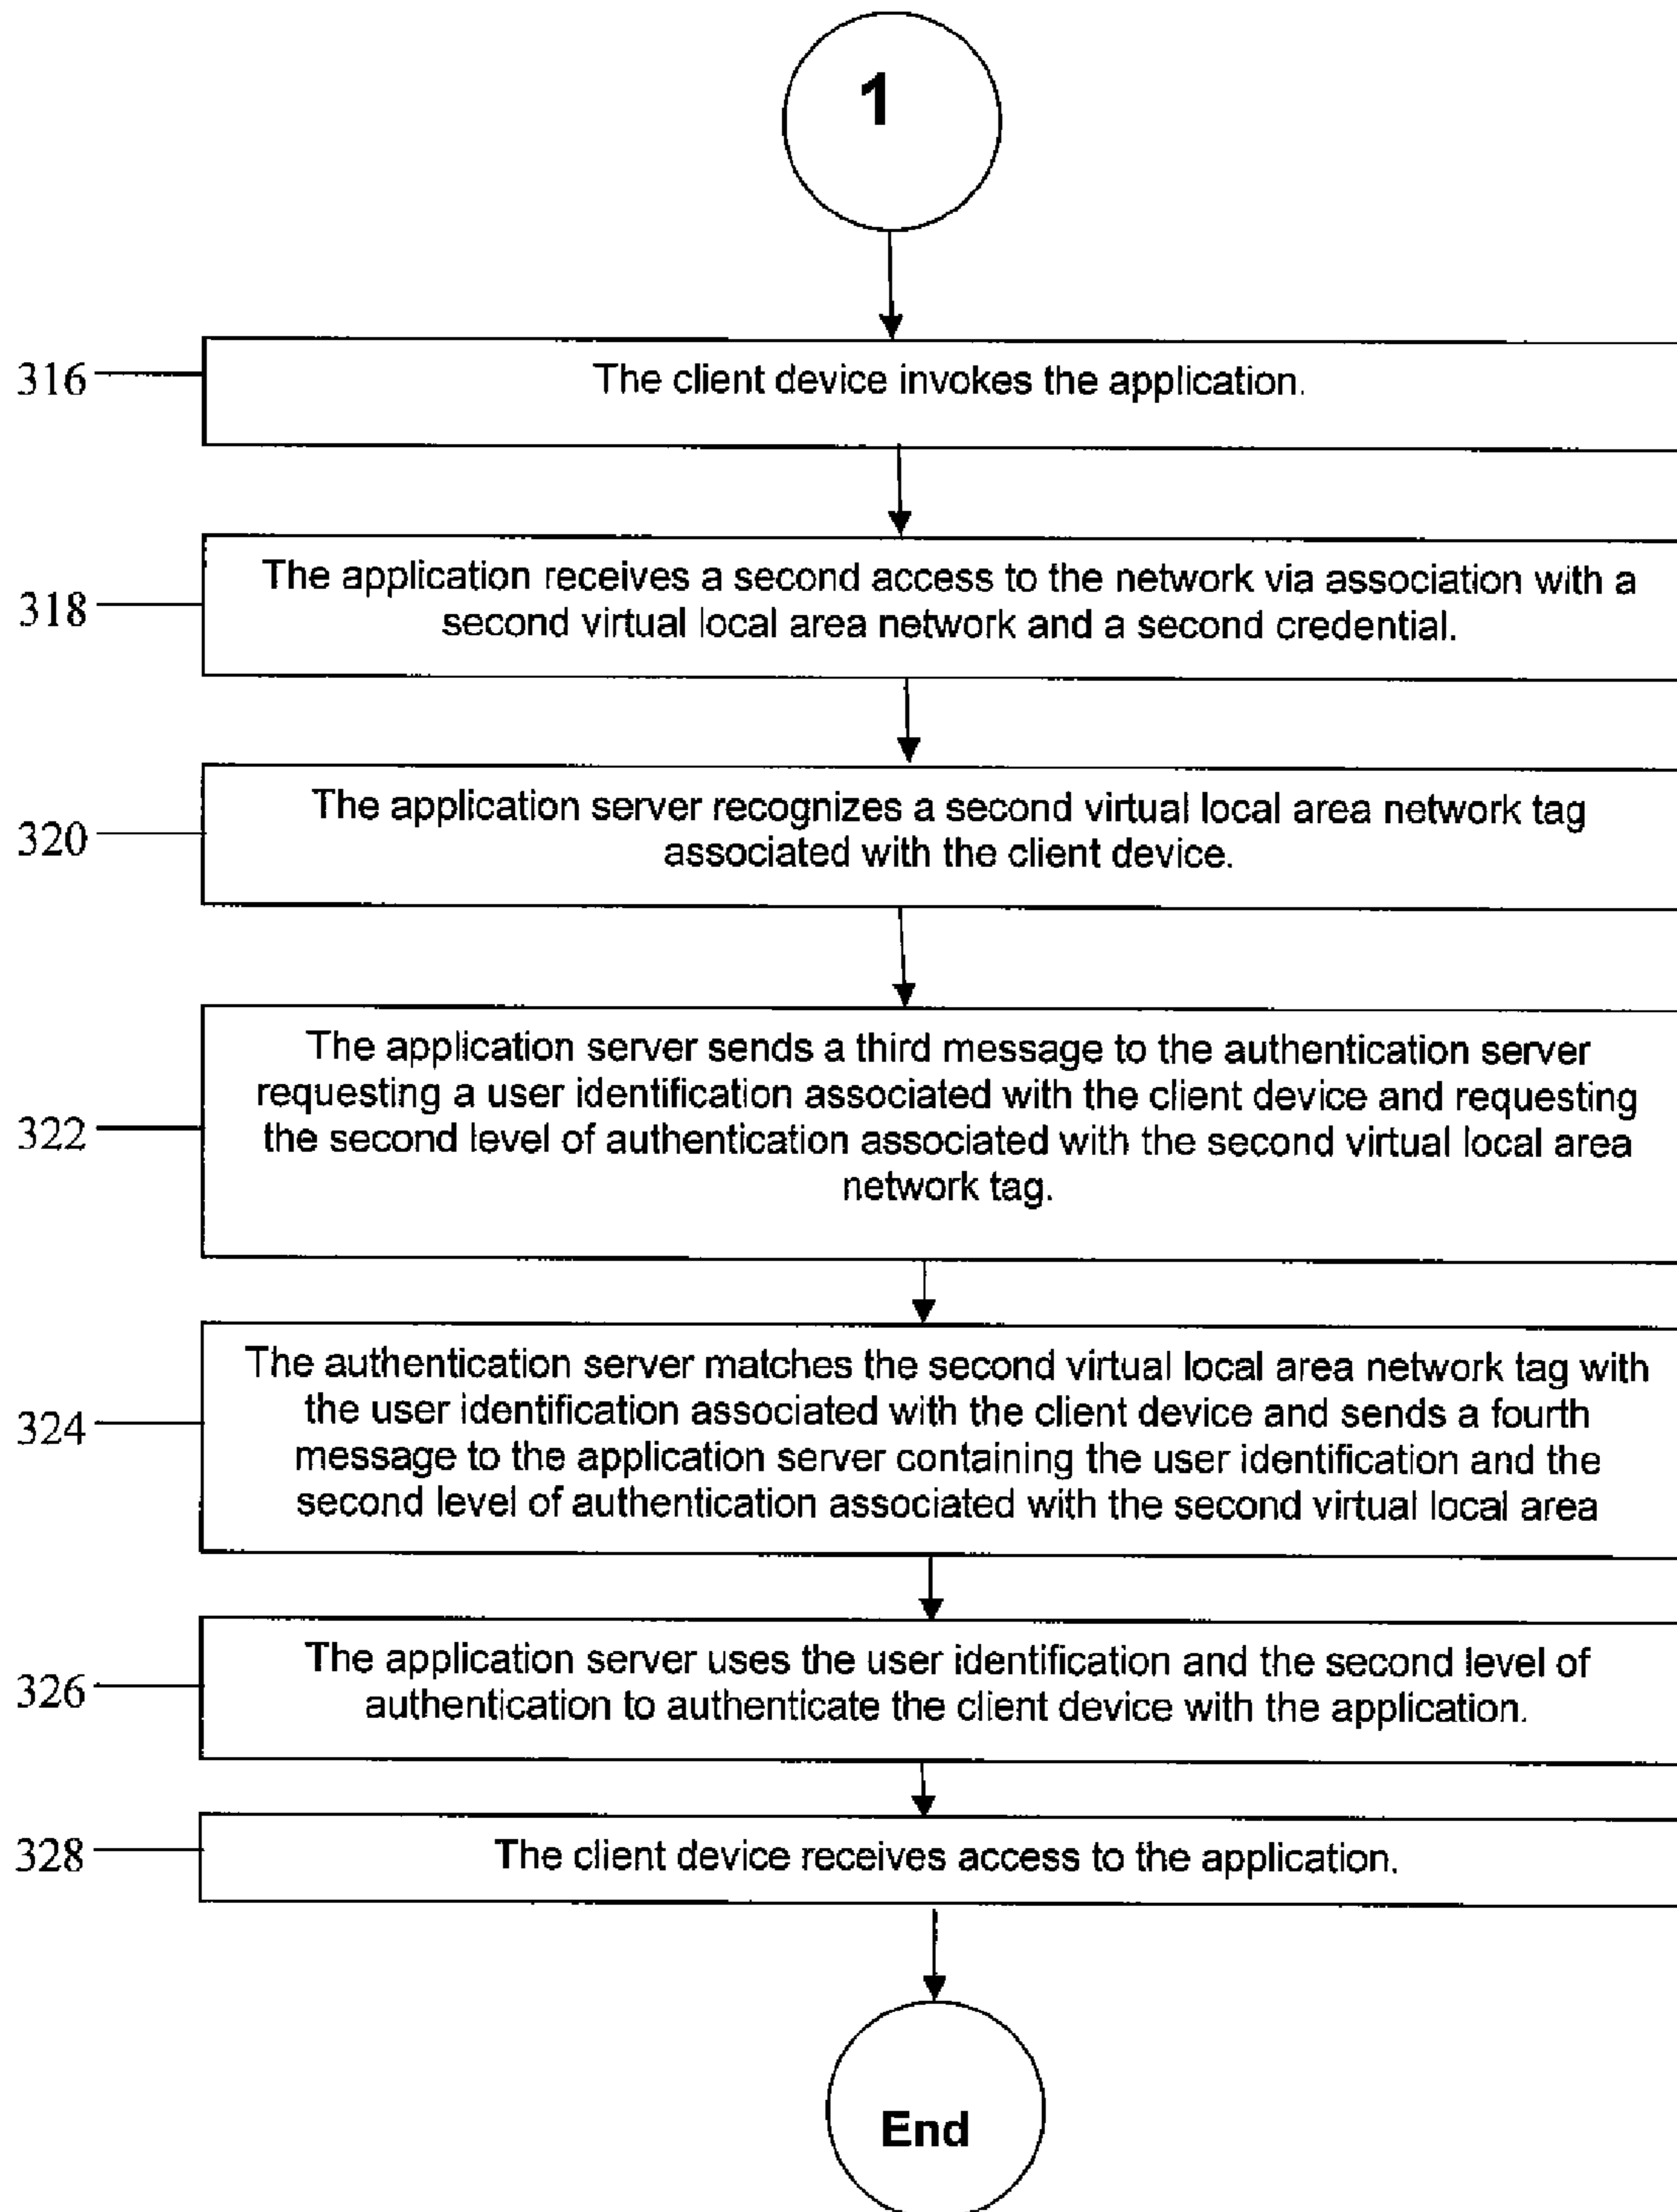 1
316
The client device invokes the application.
318
The application receives a second access to the network via association with a
second virtual local area network and a second credential.
320
The application server recognizes a second virtual local area network tag
associated with the client device.
322
The application server sends a third message to the authentication server
requesting a user identification associated with the client device and requesting
the second level of authentication associated with the second virtual local area
network tag.
324
The authentication server matches the second virtual local area network tag with
the user identification associated with the client device and sends a fourth
message to the application server containing the user identification and the
second level of authentication associated with the second virtual local area
326
The application server uses the user identification and the second level of
authentication to authenticate the client device with the application.
328
The client device receives access to the application.
End